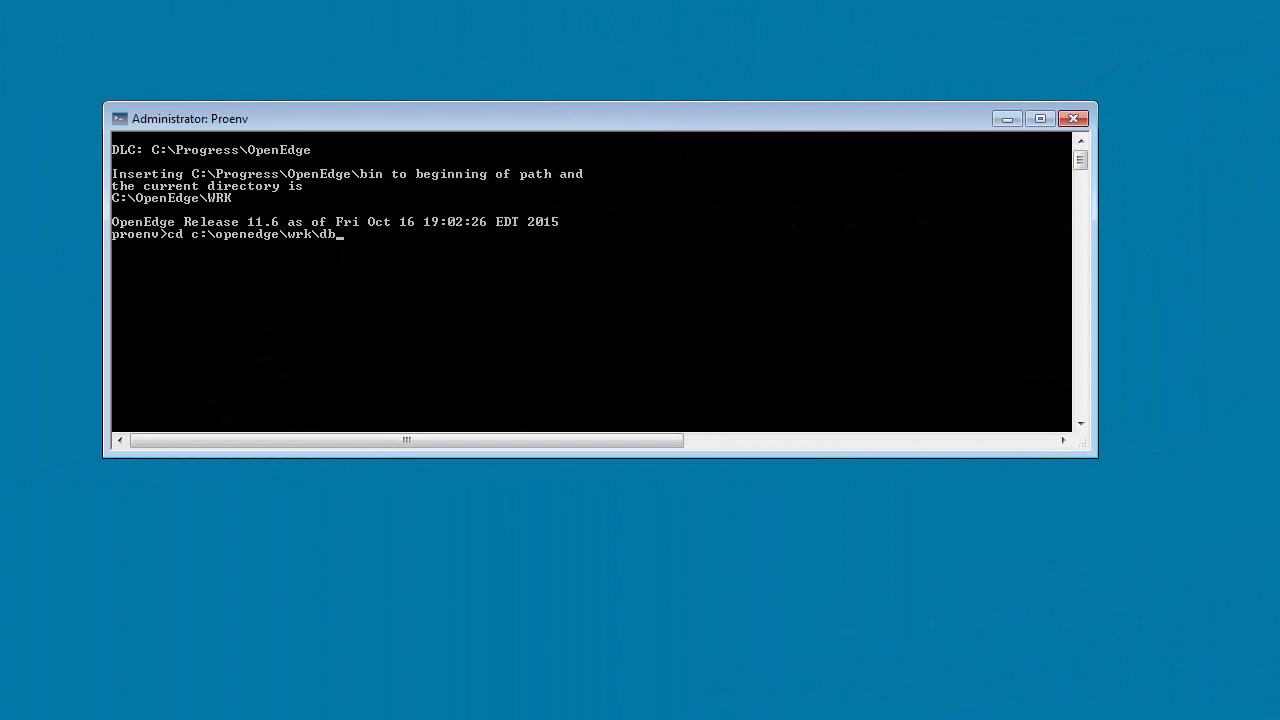 Administrator: Proenv
DLC: C:\Progress\OpenEdge
Inserting C:\Progress\OpenEdge\bin to beginning of path and
the current directory is
C:\OpenEdge\WRK
OpenEdge Release 11.6 as of Fri Oct 16 19:02:26 EDT 2015
proenv>cd c:\openedge\wrk\db_